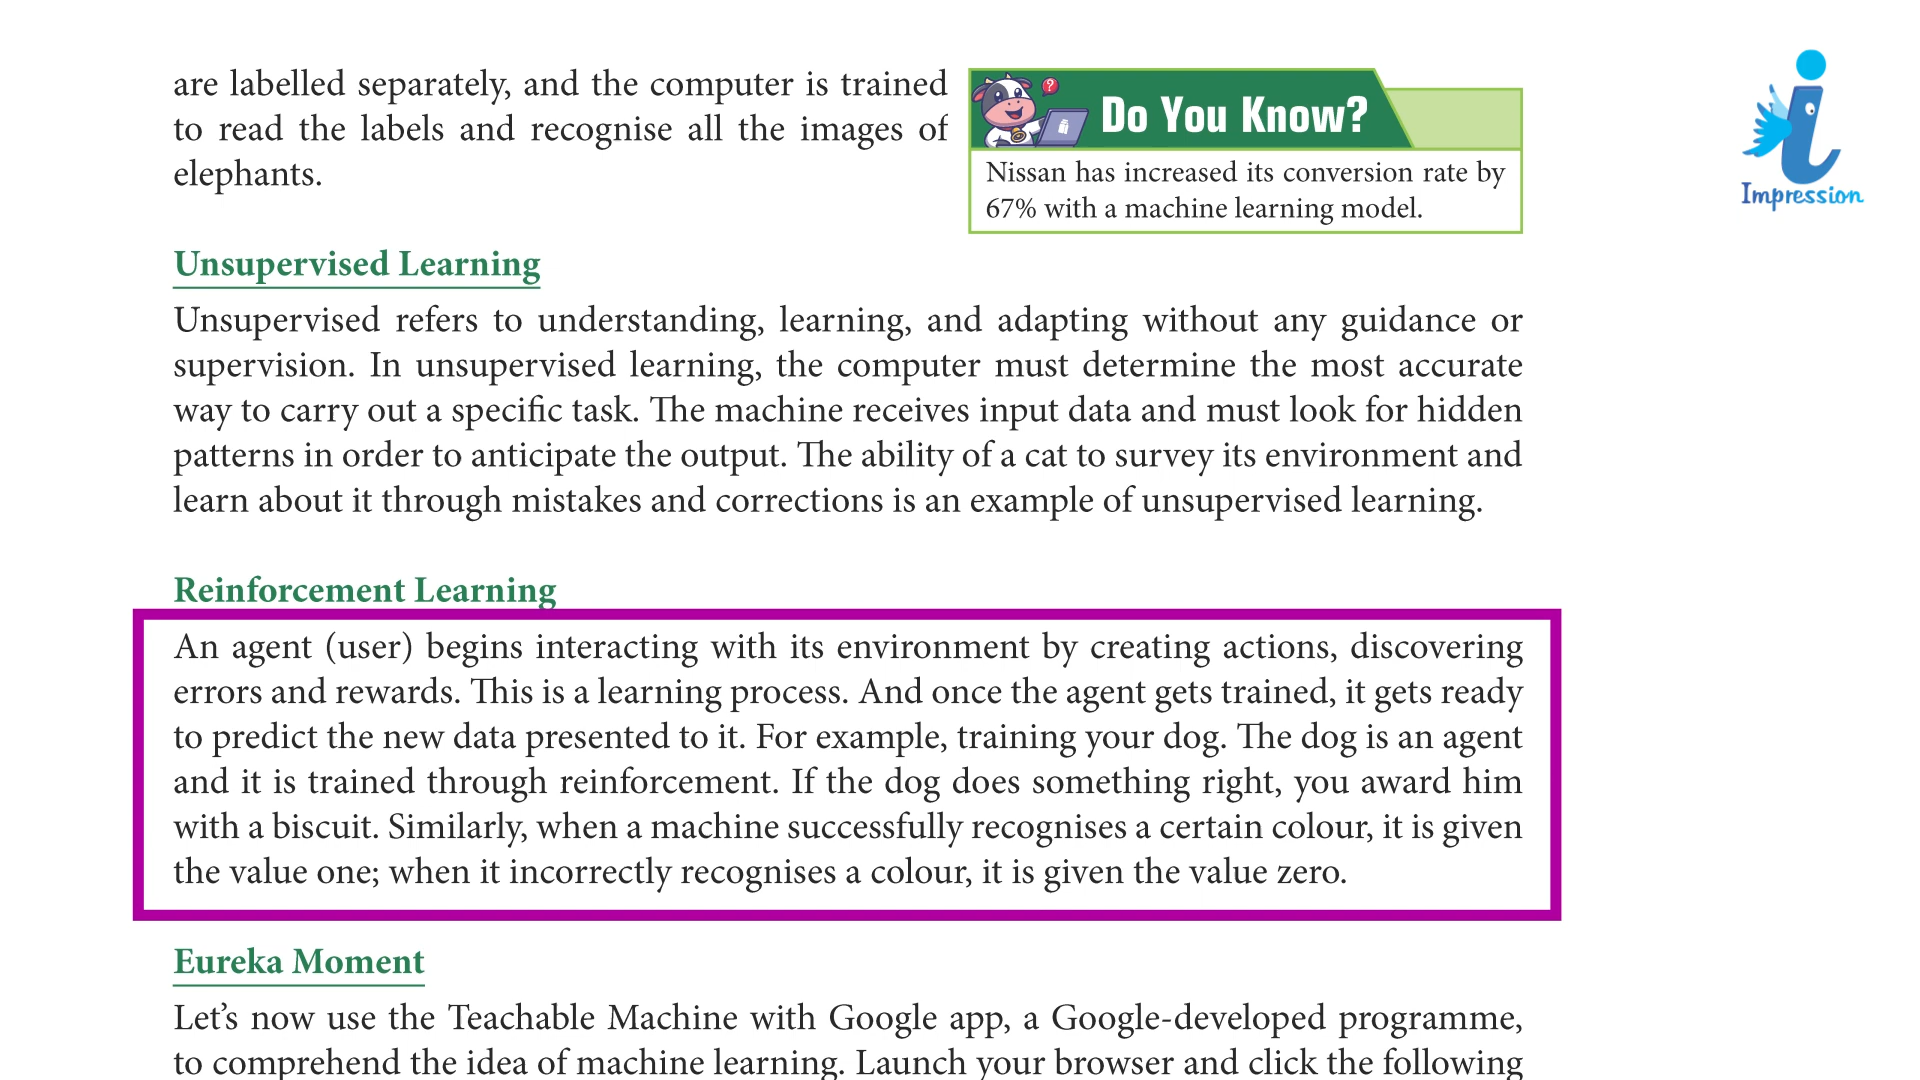 are labelled separately, and the computer is trained
to read the labels and recognise all the images of
elephants.
Do You Know?
Nissan has increased its conversion rate by
67% with a machine learning model.
Impression
Unsupervised Learning
Unsupervised refers to understanding, learning, and adapting without any guidance or
supervision. In unsupervised learning, the computer must determine the most accurate
way to carry out a specific task. The machine receives input data and must look for hidden
patterns in order to anticipate the output. The ability of a cat to survey its environment and
learn about it through mistakes and corrections is an example of unsupervised learning.
Reinforcement Learning
An agent (user) begins interacting with its environment by creating actions, discovering
errors and rewards. This is a learning process. And once the agent gets trained, it gets ready
to predict the new data presented to it. For example, training your dog. The dog is an agent
and it is trained through reinforcement. If the dog does something right, you award him
with a biscuit. Similarly, when a machine successfully recognises a certain colour, it is given
the value one; when it incorrectly recognises a colour, it is given the value zero.
Eureka Moment
Let’s now use the Teachable Machine with Google app, a Google-developed programme,
to comprehend the idea of machine learning. Launch your browser and click the following